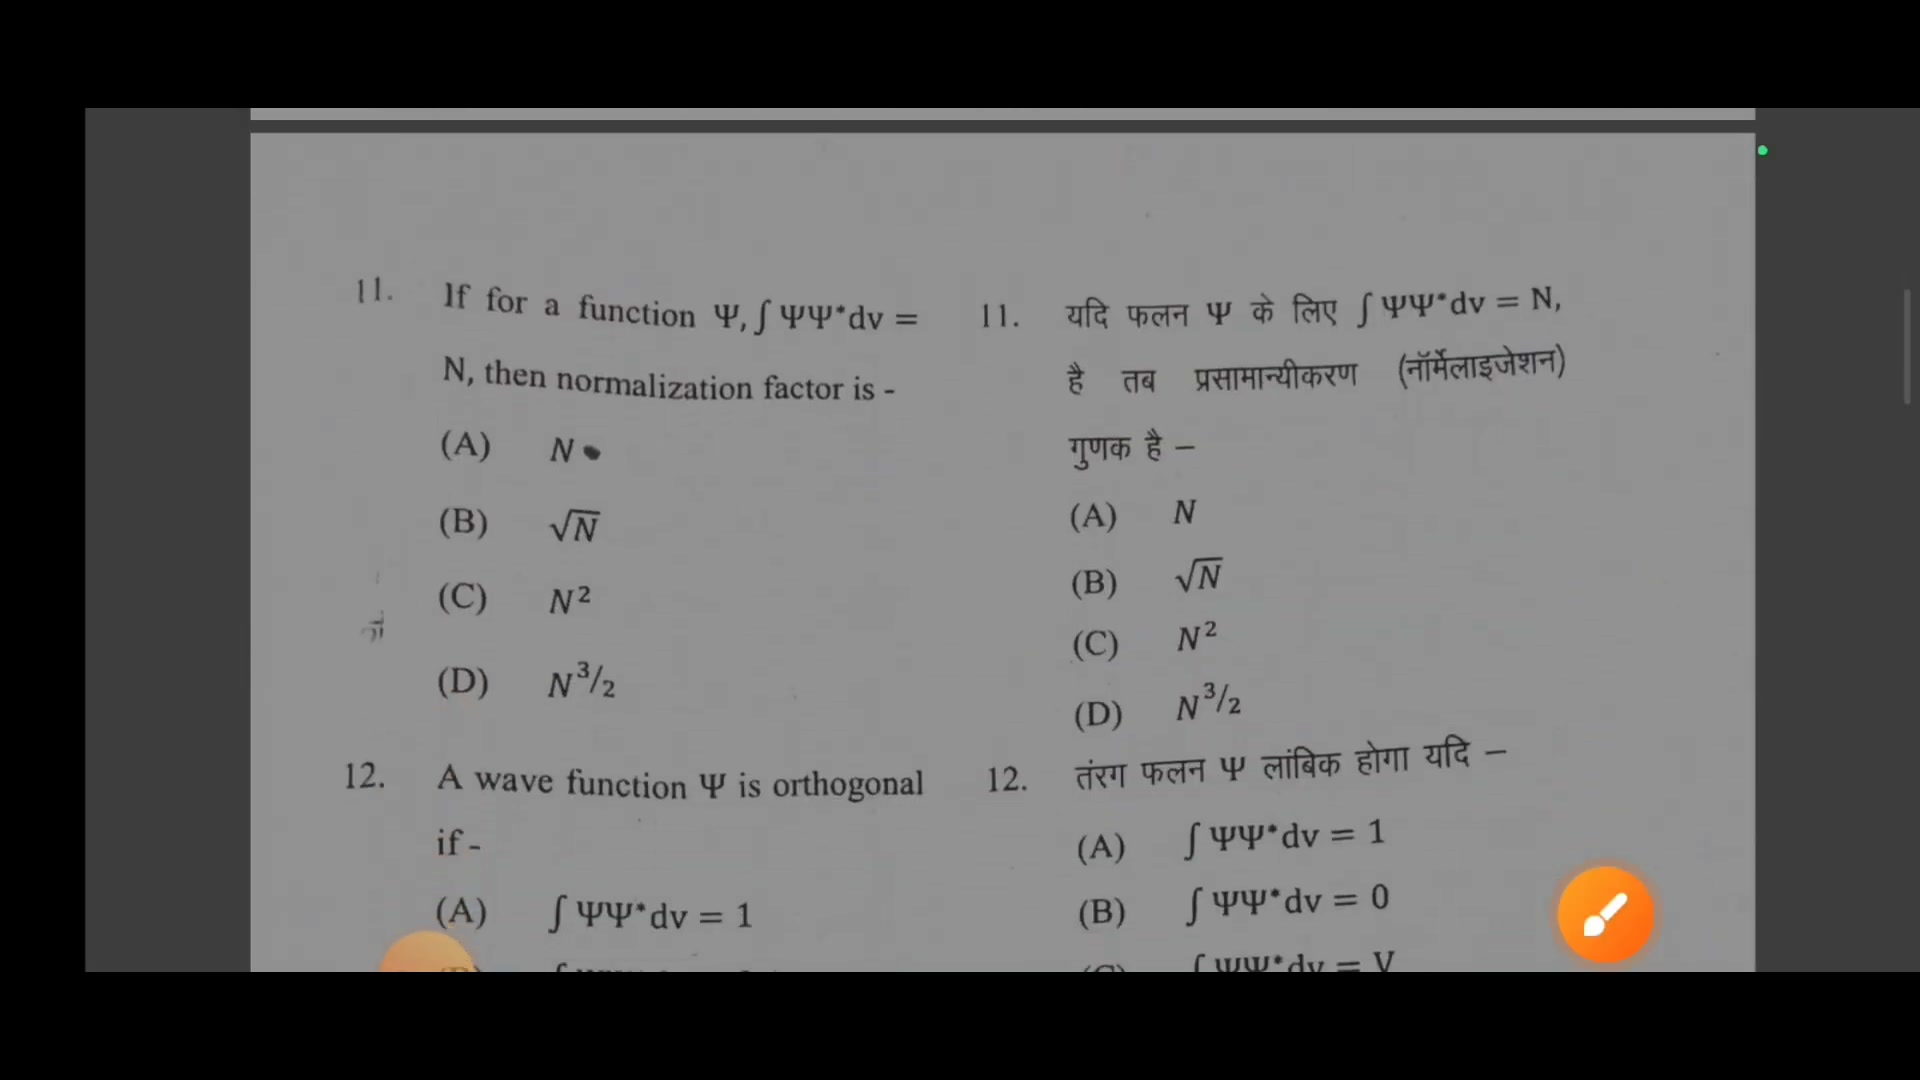 11. If for a function Ψ, ∫ ΨΨ*dv =
N, then normalization factor is -
(A) N
(B) √N
(C) N²
(D) N^3/2
12. A wave function Ψ is orthogonal
if -
(A) ∫ ΨΨ*dv = 1
11. यदि फलन Ψ के लिए ∫ ΨΨ*dv = N,
है तब प्रसामान्यीकरण (नॉर्मेलाइजेशन)
गुणक है –
(A) N
(B) √N
(C) N²
(D) N^3/2
12. तंरग फलन Ψ लांबिक होगा यदि –
(A) ∫ ΨΨ*dv = 1
(B) ∫ ΨΨ*dv = 0
(C) ∫ ΨΨ*dv = V